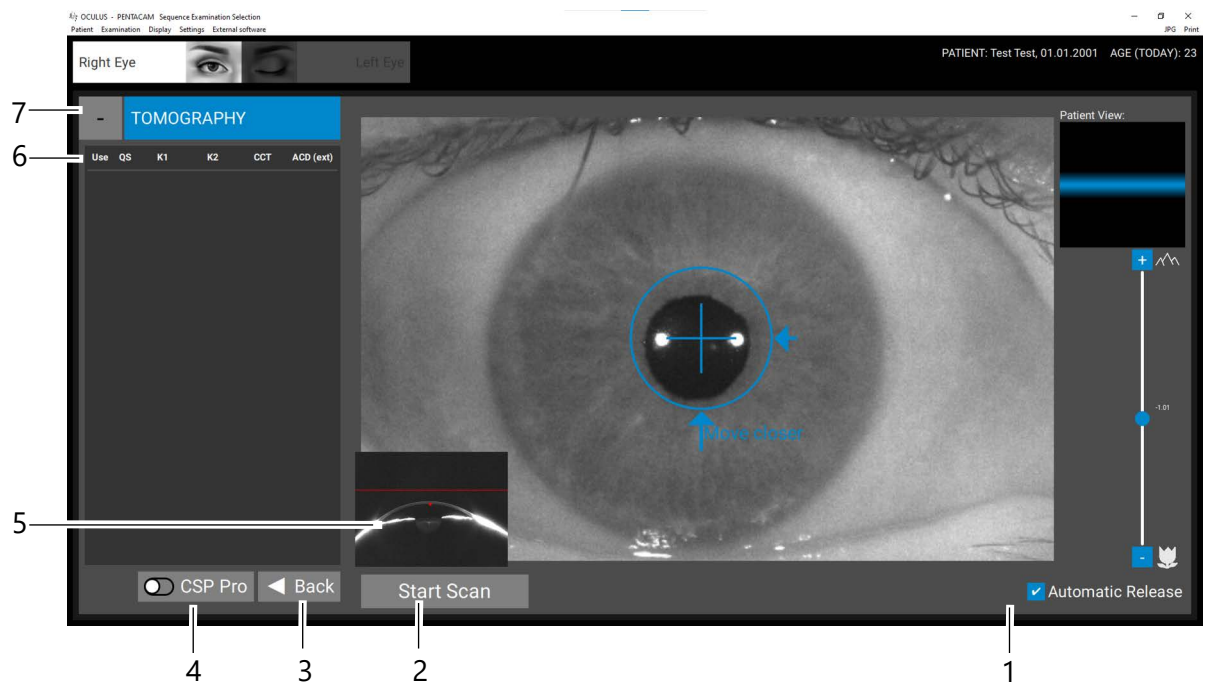 OCULUS - PENTACAM Sequence Examination Selection
Patient Examination Display Settings External software
JPG Print
Right Eye
Left Eye
PATIENT: Test Test, 01.01.2001 AGE (TODAY): 23
7
- TOMOGRAPHY
Patient View:
6
Use QS K1 K2 CCT ACD (ext)
+
-1.01
Move closer
5
-
CSP Pro
Back
Start Scan
Automatic Release
4
3
2
1